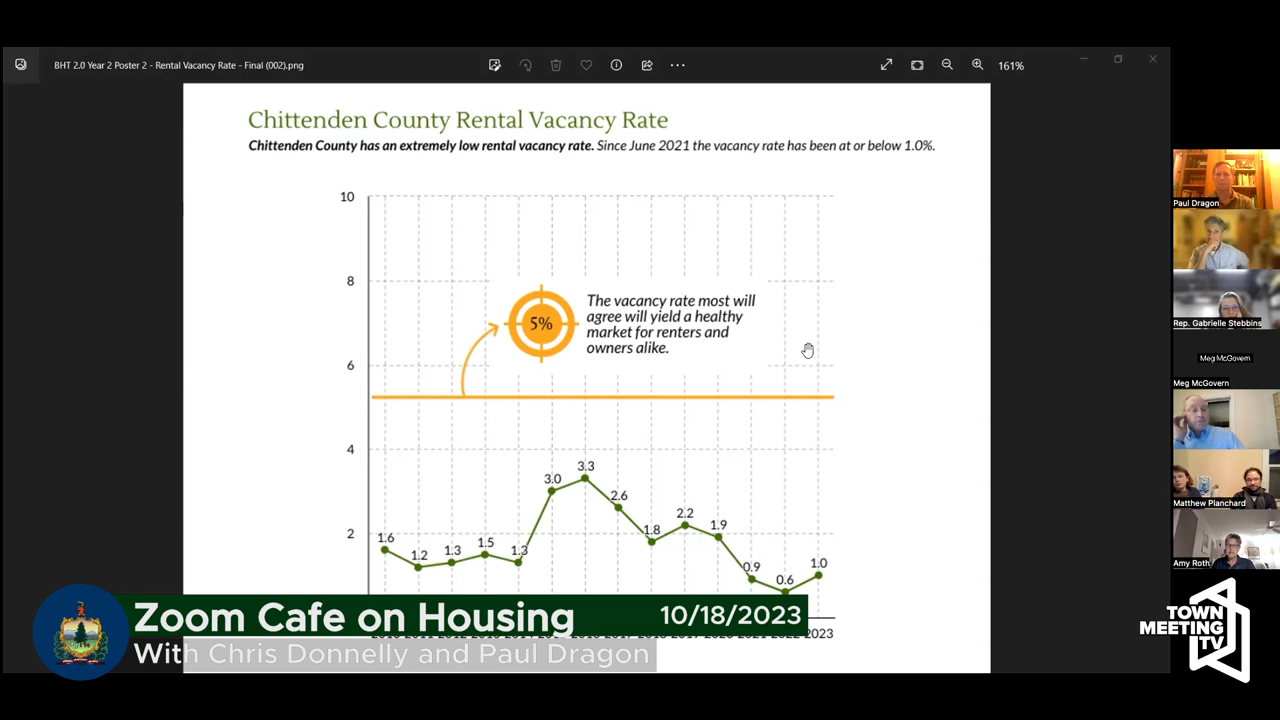 BHT 2.0 Year 2 Poster 2 - Rental Vacancy Rate - Final (002).png
161%
Chittenden County Rental Vacancy Rate
Chittenden County has an extremely low rental vacancy rate. Since June 2021 the vacancy rate has been at or below 1.0%.
10
8
6
4
2
5%
The vacancy rate most will
agree will yield a healthy
market for renters and
owners alike.
1.6
1.2
1.3
1.5
1.3
3.0
3.3
2.6
1.8
2.2
1.9
0.9
0.6
1.0
2023
Zoom Cafe on Housing
10/18/2023
With Chris Donnelly and Paul Dragon
Paul Dragon
Rep. Gabrielle Stebbins
Meg McGovern
Meg McGovern
Matthew Planchard
Amy Roth
TOWN
MEETING
TV